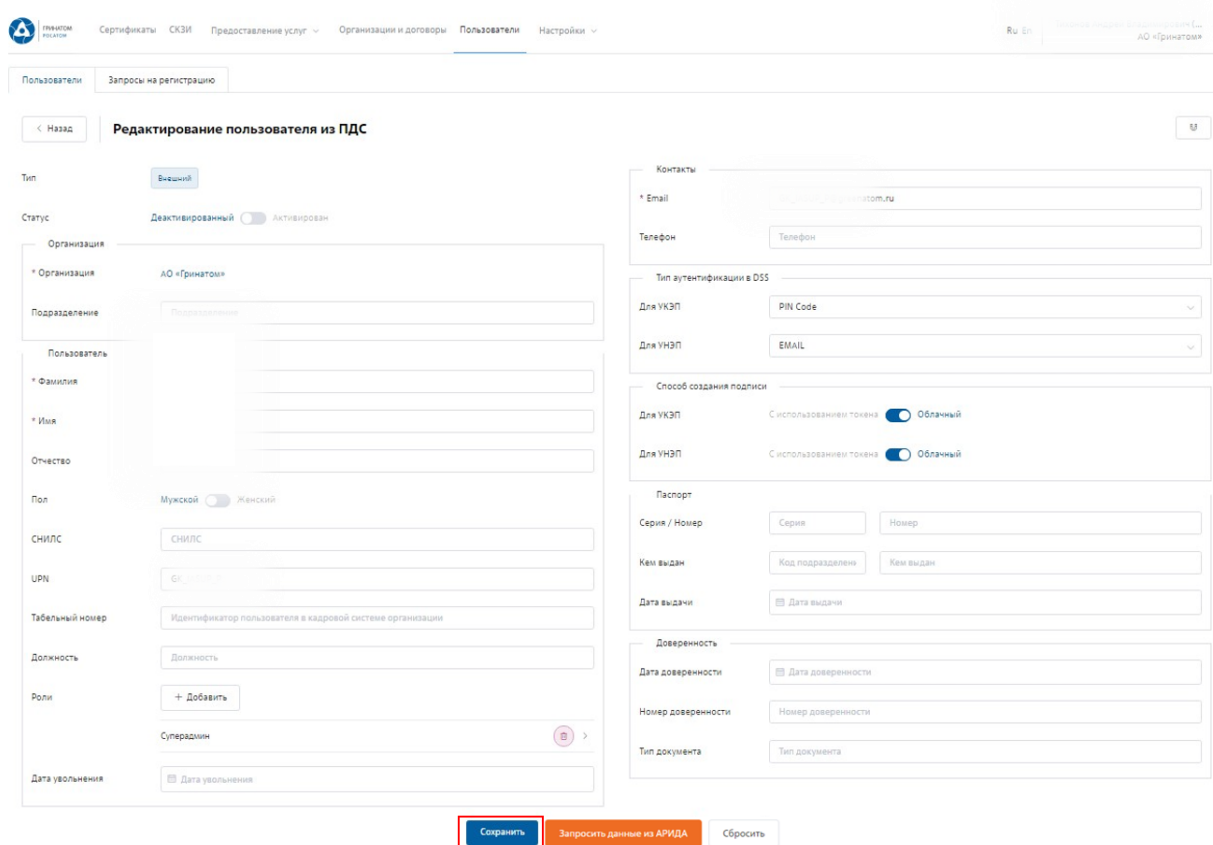 ГРИНАТОМ
РОСАТОМ
Сертификаты СКЗИ Предоставление услуг Организации и договоры Пользователи Настройки
Ru En
АО «Гринатом»
Пользователи Запросы на регистрацию
< Назад Редактирование пользователя из ПДС
Тип Внешний
Статус Деактивированный Активирован
Организация
* Организация АО «Гринатом»
Подразделение Подразделение
Пользователь
* Фамилия
* Имя
Отчество
Пол Мужской Женский
СНИЛС СНИЛС
UPN
Табельный номер Идентификатор пользователя в кадровой системе организации
Должность Должность
Роли + Добавить
Суперадмин
Дата увольнения Дата увольнения
Контакты
* Email atom.ru
Телефон Телефон
Тип аутентификации в DSS
Для УКЭП PIN Code
Для УНЭП EMAIL
Способ создания подписи
Для УКЭП С использованием токена Облачный
Для УНЭП С использованием токена Облачный
Паспорт
Серия / Номер Серия Номер
Кем выдан Код подразделени Кем выдан
Дата выдачи Дата выдачи
Доверенность
Дата доверенности Дата доверенности
Номер доверенности Номер доверенности
Тип документа Тип документа
Сохранить Запросить данные из АРИДА Сбросить